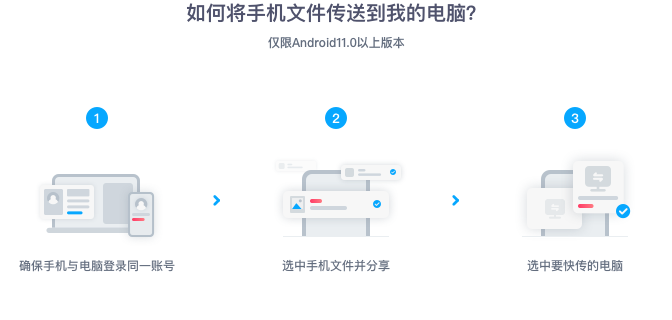 如何将手机文件传送到我的电脑?
仅限Android11.0以上版本
1
2
3
确保手机与电脑登录同一账号
选中手机文件并分享
选中要快传的电脑